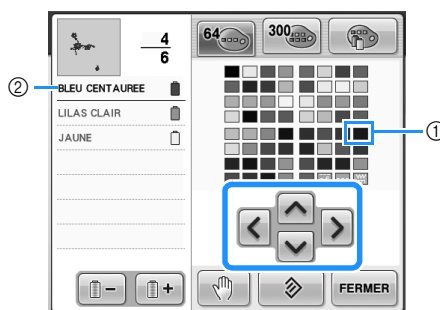 4
6
64
300
② BLEU CENTAUREE
LILAS CLAIR
JAUNE
①
- +
FERMER